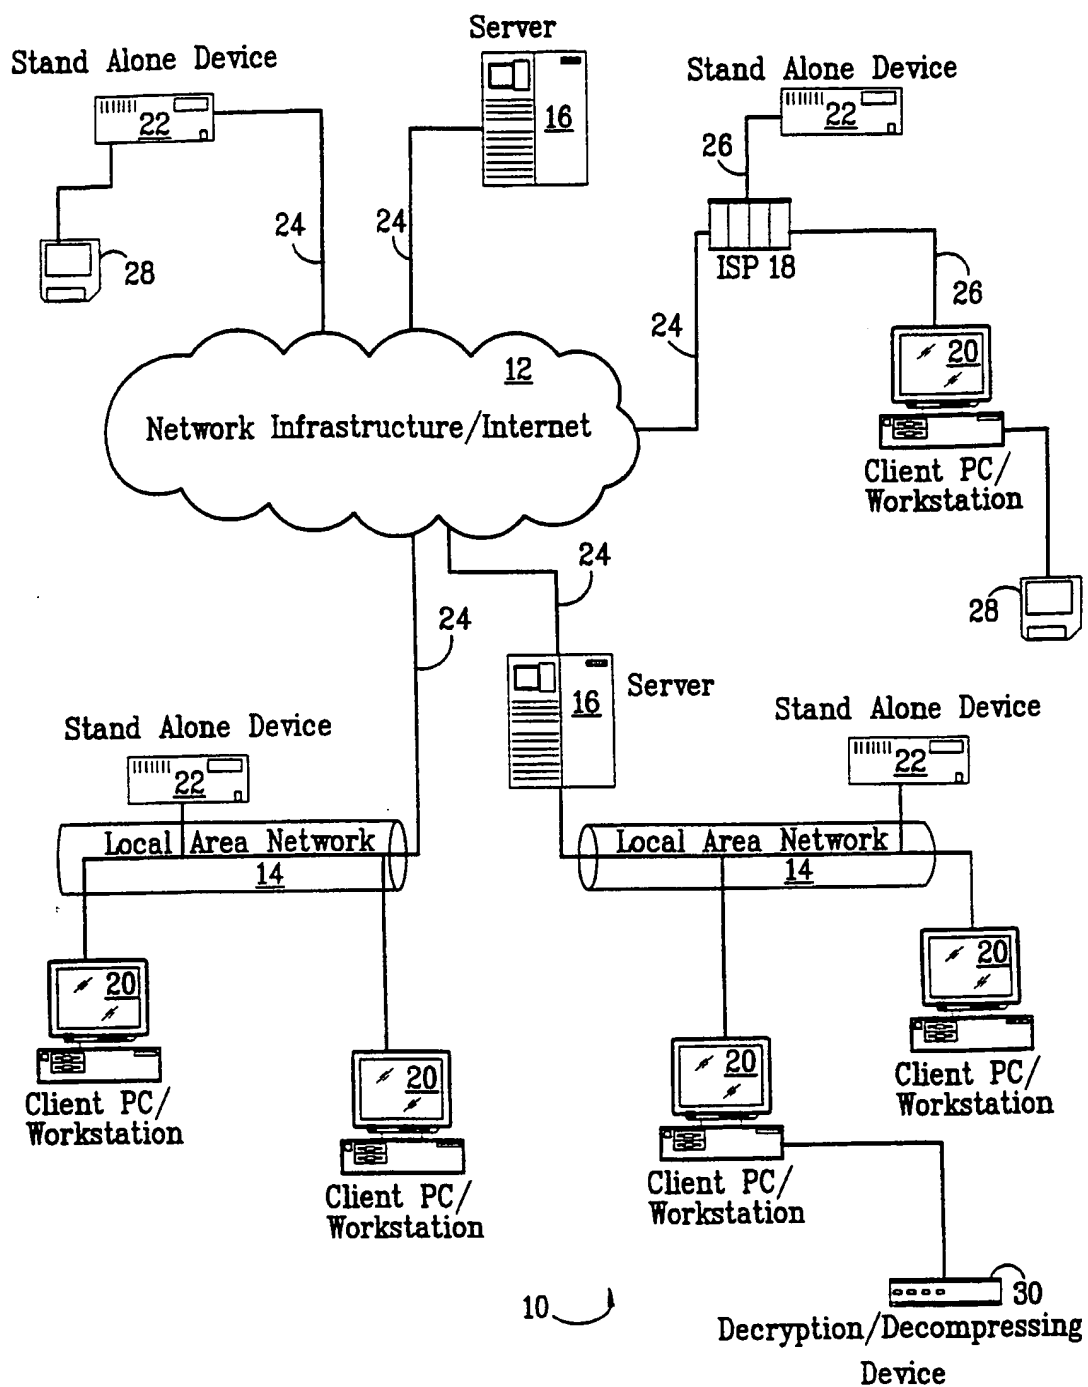 Server
Stand Alone Device
22
16
Stand Alone Device
22
26
24
24
28
ISP 18
26
24
20
12
Network Infrastructure/Internet
Client PC/
Workstation
24
28
24
16
Server
Stand Alone Device
22
Stand Alone Device
22
Local Area Network
14
Local Area Network
14
20
Client PC/
Workstation
20
Client PC/
Workstation
20
Client PC/
Workstation
20
Client PC/
Workstation
10
30
Decryption/Decompressing
Device